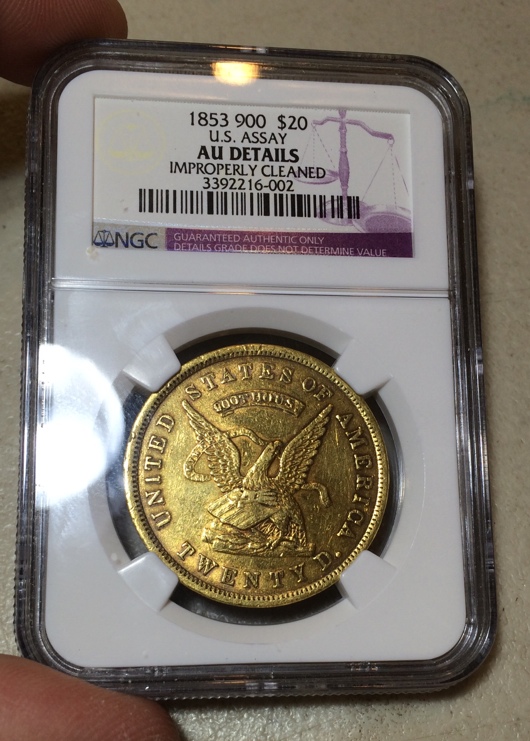 1853 900 $20
U.S. ASSAY
AU DETAILS
IMPROPERLY CLEANED
3392216-002
NGC
GUARANTEED AUTHENTIC ONLY
DETAILS GRADE DOES NOT DETERMINE VALUE
UNITED STATES OF AMERICA
900 THOUS
TWENTY D.